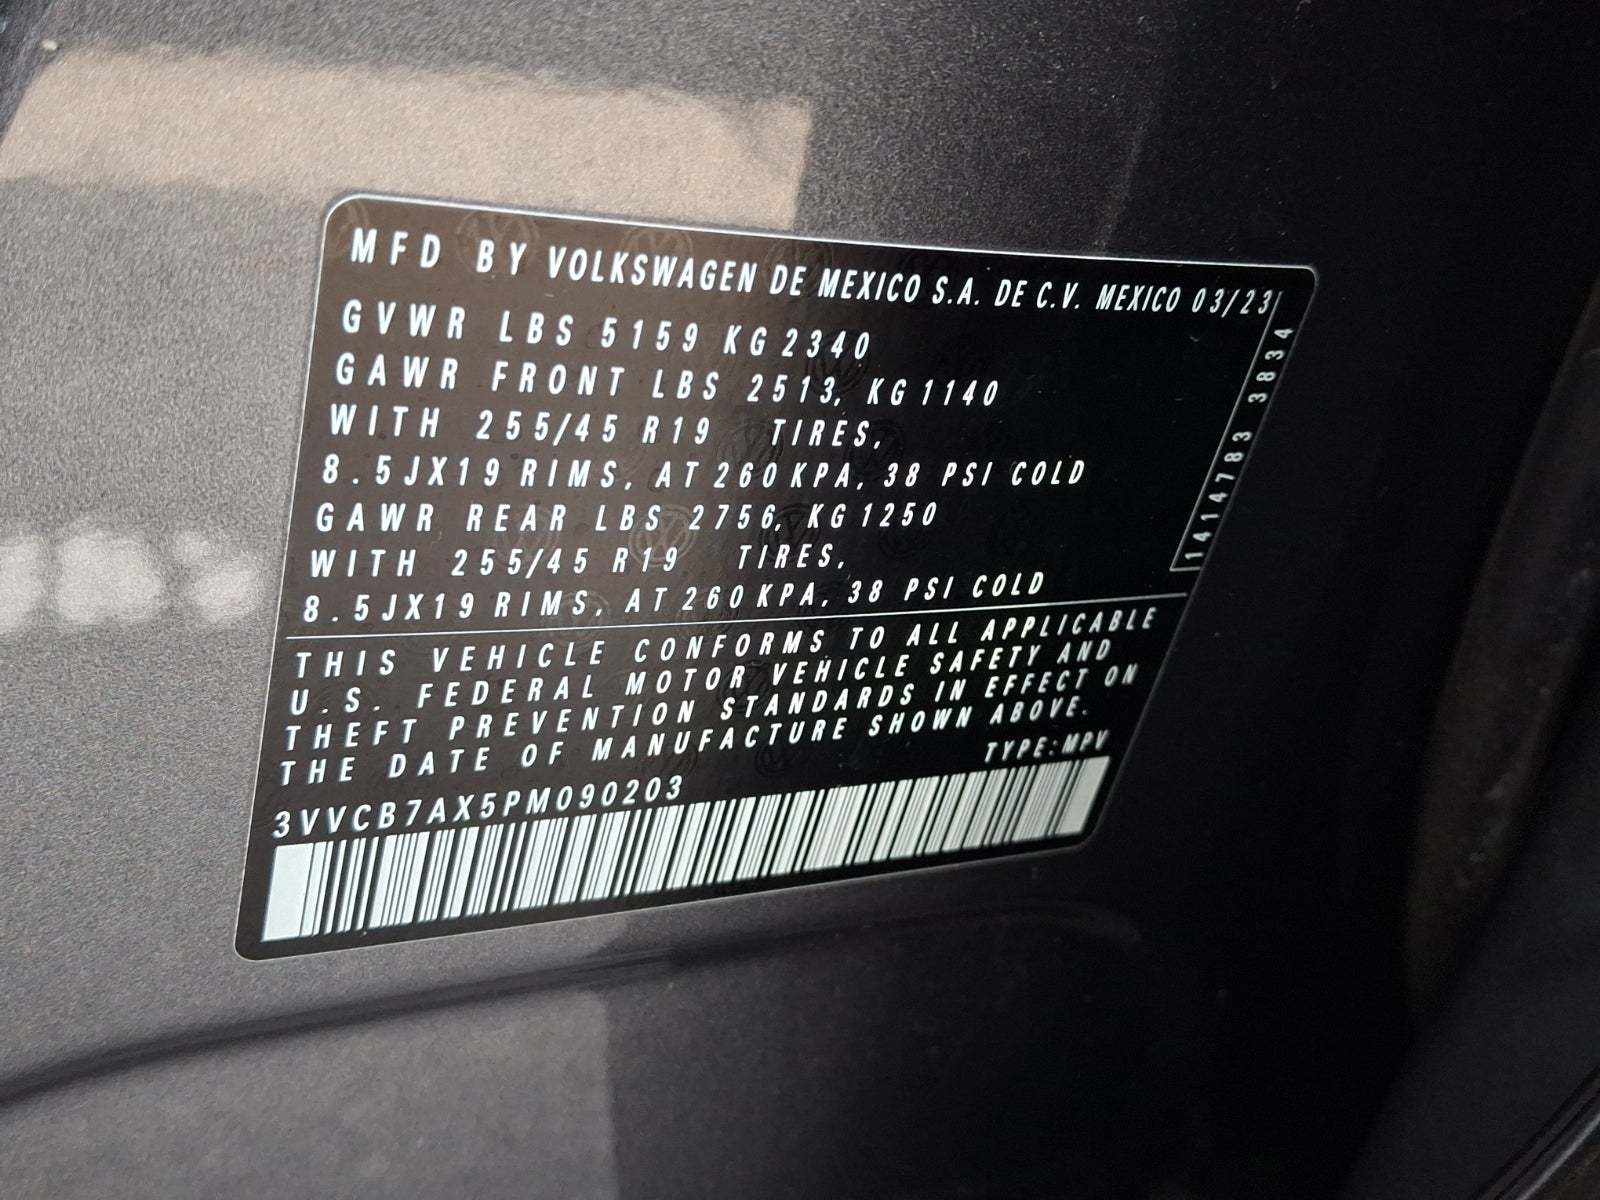 MFD BY VOLKSWAGEN DE MEXICO S.A. DE C.V. MEXICO 03/23
GVWR LBS 5159 KG 2340
GAWR FRONT LBS 2513, KG 1140
WITH 255/45 R19 TIRES,
8.5JX19 RIMS, AT 260 KPA, 38 PSI COLD
GAWR REAR LBS 2756, KG 1250
WITH 255/45 R19 TIRES,
8.5JX19 RIMS, AT 260 KPA, 38 PSI COLD
1414783 3834
THIS VEHICLE CONFORMS TO ALL APPLICABLE
U.S. FEDERAL MOTOR VEHICLE SAFETY AND
THEFT PREVENTION STANDARDS IN EFFECT ON
THE DATE OF MANUFACTURE SHOWN ABOVE.
TYPE: MPV
3VVCB7AX5PM090203